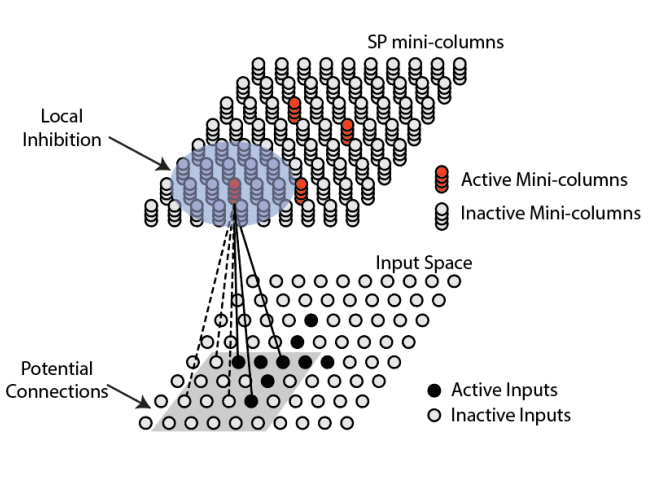 SP mini-columns
Local
Inhibition
Active Mini-columns
Inactive Mini-columns
Input Space
Potential
Connections
Active Inputs
Inactive Inputs